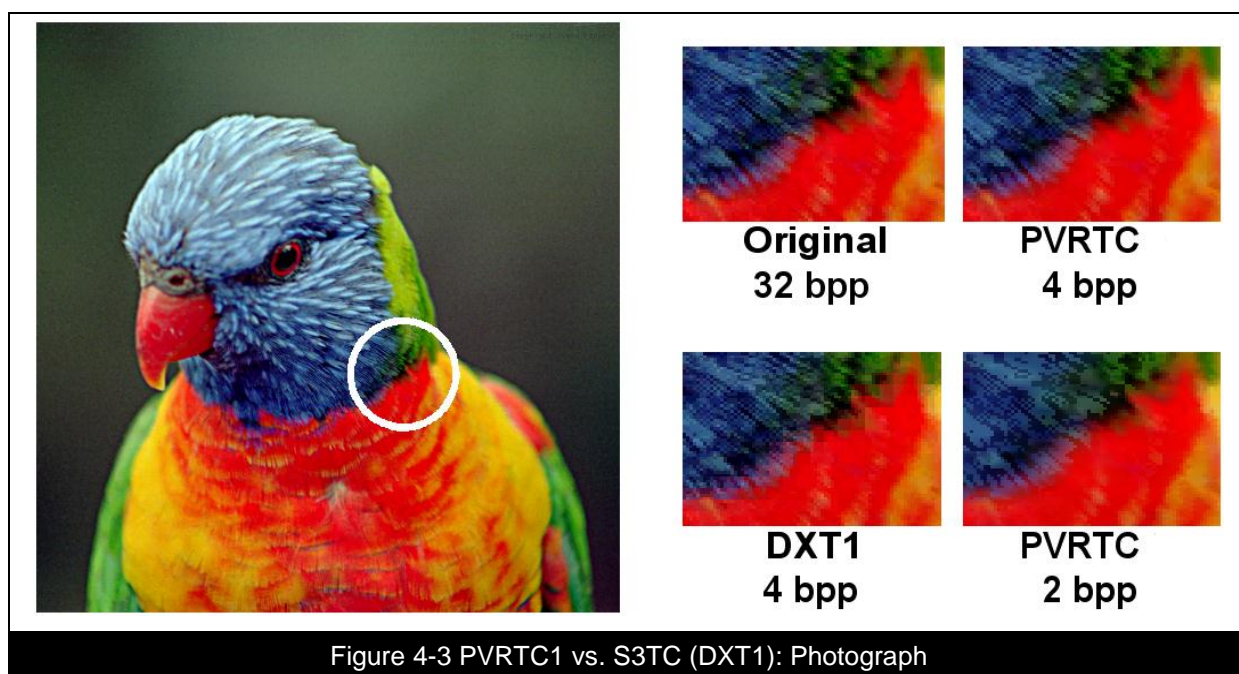 Original
32 bpp
PVRTC
4 bpp
DXT1
4 bpp
PVRTC
2 bpp
Figure 4-3 PVRTC1 vs. S3TC (DXT1): Photograph